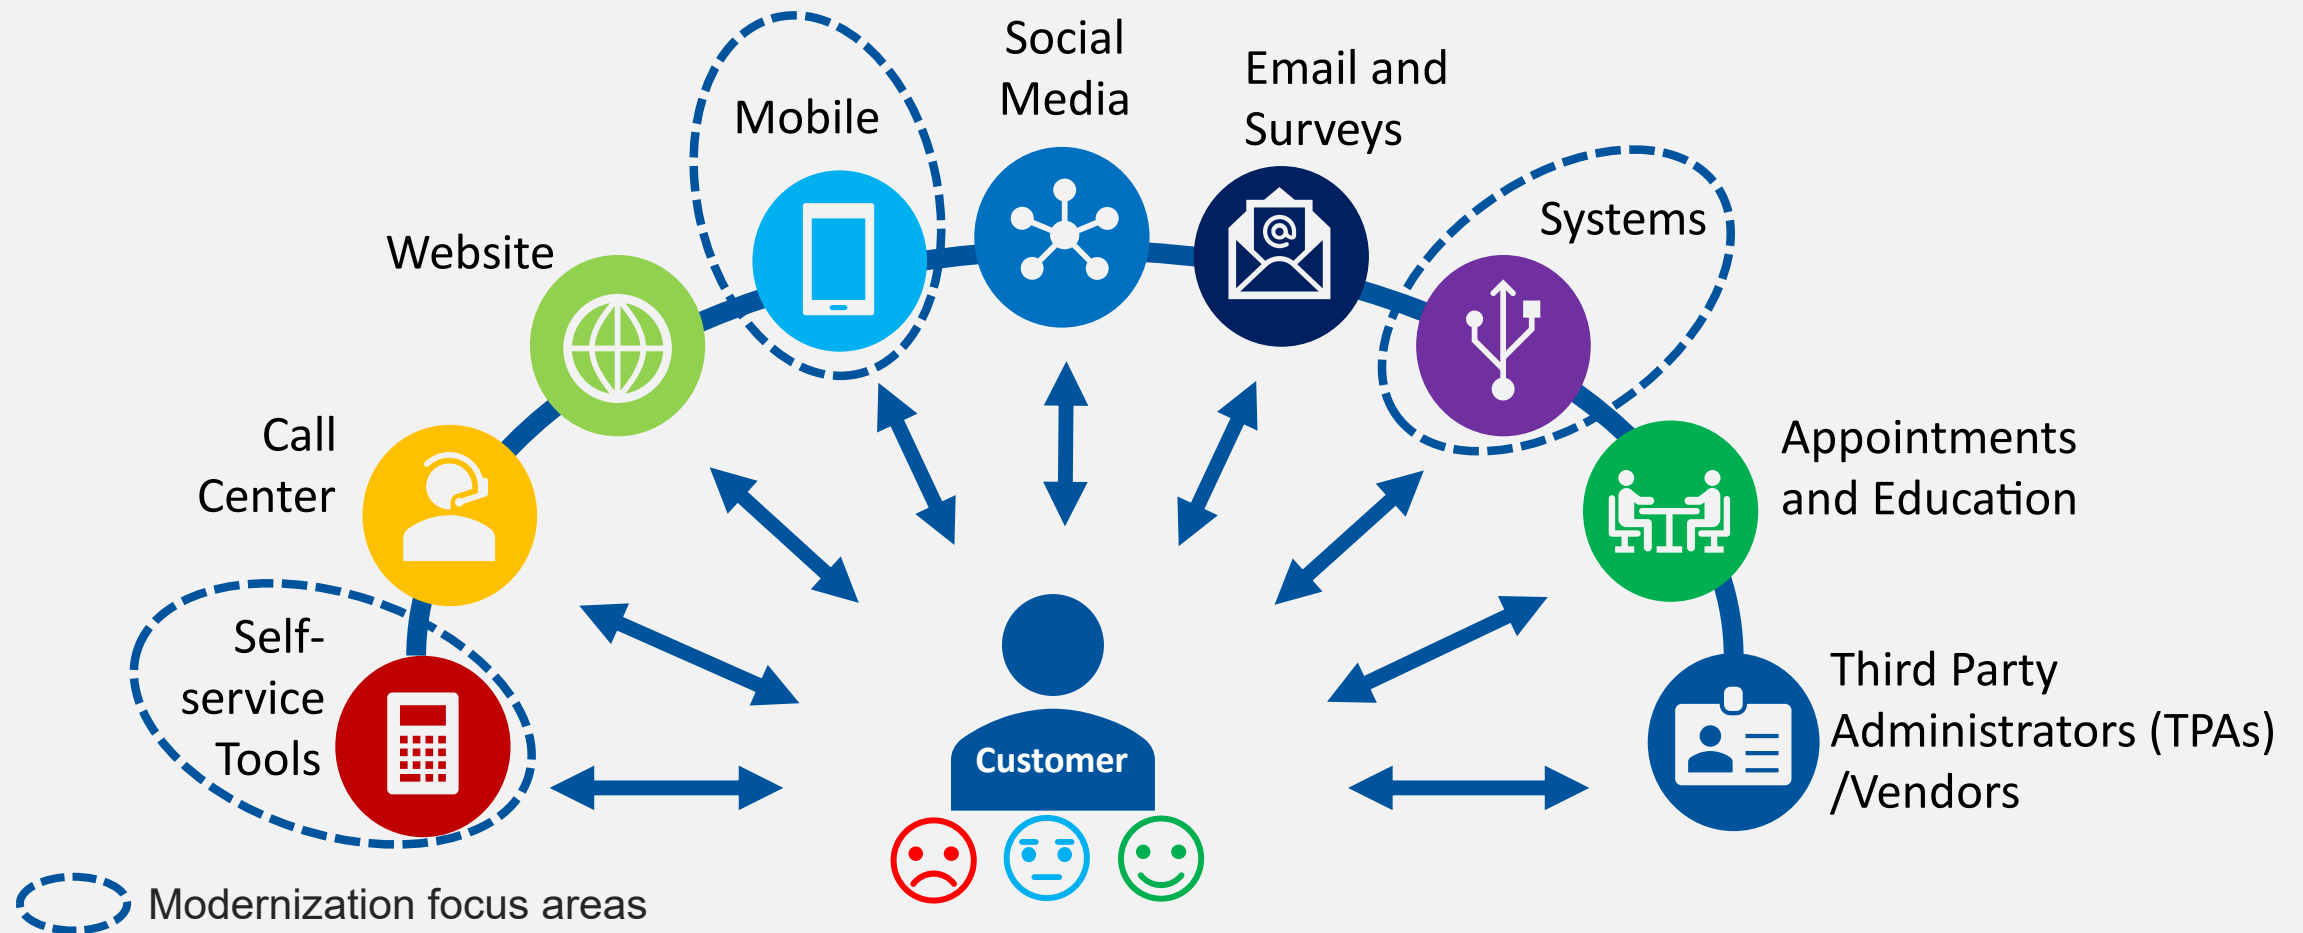 Social
Media
Email and
Surveys
Mobile
@
Systems
Website
Call
Center
Appointments
and Education
Self-
service
Tools
Third Party
Administrators (TPAs)
/Vendors
Customer
Modernization focus areas